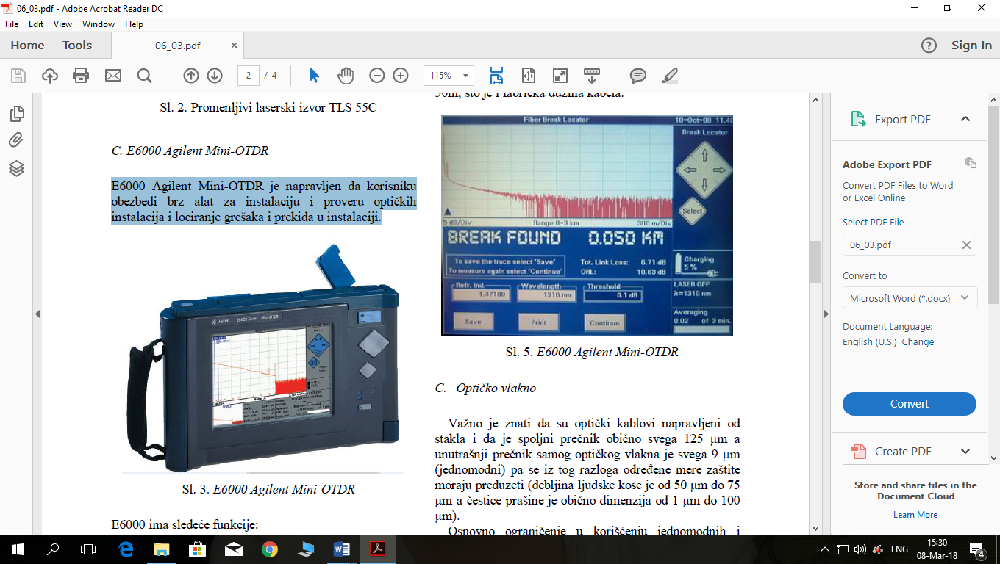 06_03.pdf - Adobe Acrobat Reader DC
File Edit View Window Help
Home Tools 06_03.pdf × Sign In
2 / 4 115%
Sl. 2. Promenljivi laserski izvor TLS 55C
C. E6000 Agilent Mini-OTDR
E6000 Agilent Mini-OTDR je napravljen da korisniku
obezbedi brz alat za instalaciju i proveru optičkih
instalacija i lociranje grešaka i prekida u instalaciji.
Agilent E6000 Series Mini-OTDR
Sl. 3. E6000 Agilent Mini-OTDR
E6000 ima sledeće funkcije:
50m, što je i fabrička dužina kabela.
Fiber Break Locator 10-Oct-08 11.40
Break Locator
Select
5 dB/Div Range 0-3 km 300 m/Div
BREAK FOUND 0.050 KM
To save the trace select 'Save'
To measure again select 'Continue'
Tot. Link Loss: 6.71 dB
ORL: 10.63 dB
Charging
5 %
Refr. Ind. Wavelength Threshold
1.47180 1310 nm 0.1 dB
LASER OFF
λ=1310 nm
Save Print Continue
Averaging
0:02 of 3 min.
Sl. 5. E6000 Agilent Mini-OTDR
C. Optičko vlakno
Važno je znati da su optički kablovi napravljeni od
stakla i da je spoljni prečnik obično svega 125 μm a
unutrašnji prečnik samog optičkog vlakna je svega 9 μm
(jednomodni) pa se iz tog razloga određene mere zaštite
moraju preduzeti (debljina ljudske kose je od 50 μm do 75
μm a čestice prašine je obično dimenzija od 1 μm do 100
μm).
Osnovno ograničenje u korišćenju jednomodnih i
Export PDF
Adobe Export PDF
Convert PDF Files to Word
or Excel Online
Select PDF File
06_03.pdf
Convert to
Microsoft Word (*.docx)
Document Language:
English (U.S.) Change
Convert
Create PDF
Store and share files in the
Document Cloud
Learn More
ENG 15:30
08-Mar-18
4